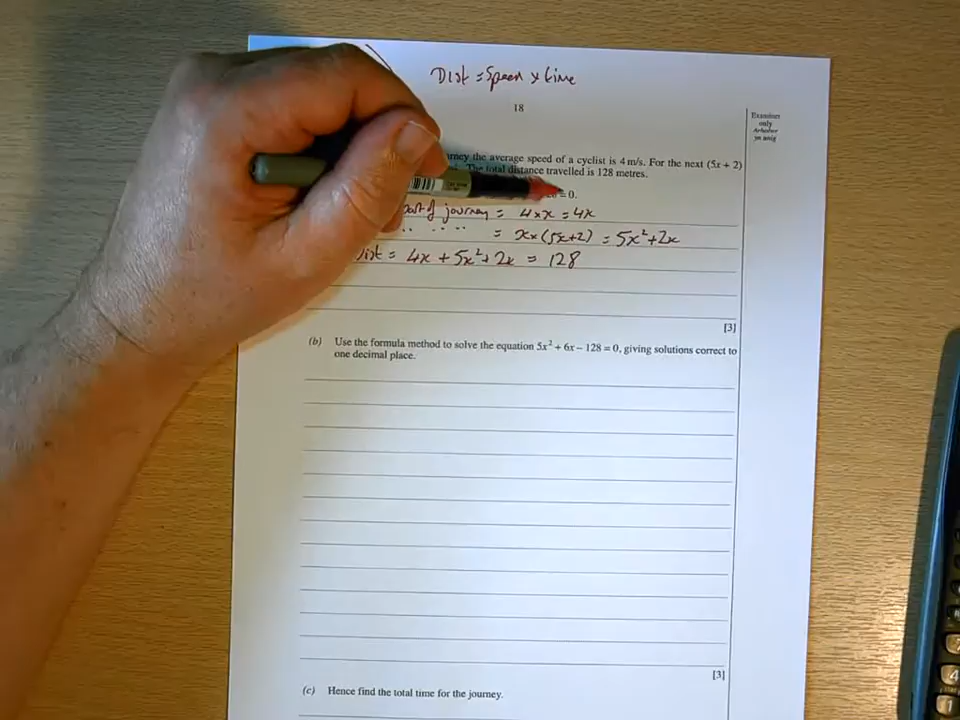 Dist = Speed x time
18
Examiner
only
the average speed of a cyclist is 4 m/s. For the next (5x + 2)
The total distance travelled is 128 metres.
= 0.
part of journey = 4 x x = 4x
.. .. .. = x x (5x+2) = 5x² + 2x
Dist = 4x + 5x² + 2x = 128
[3]
(b) Use the formula method to solve the equation 5x² + 6x – 128 = 0, giving solutions correct to
one decimal place.
[3]
(c) Hence find the total time for the journey.
4